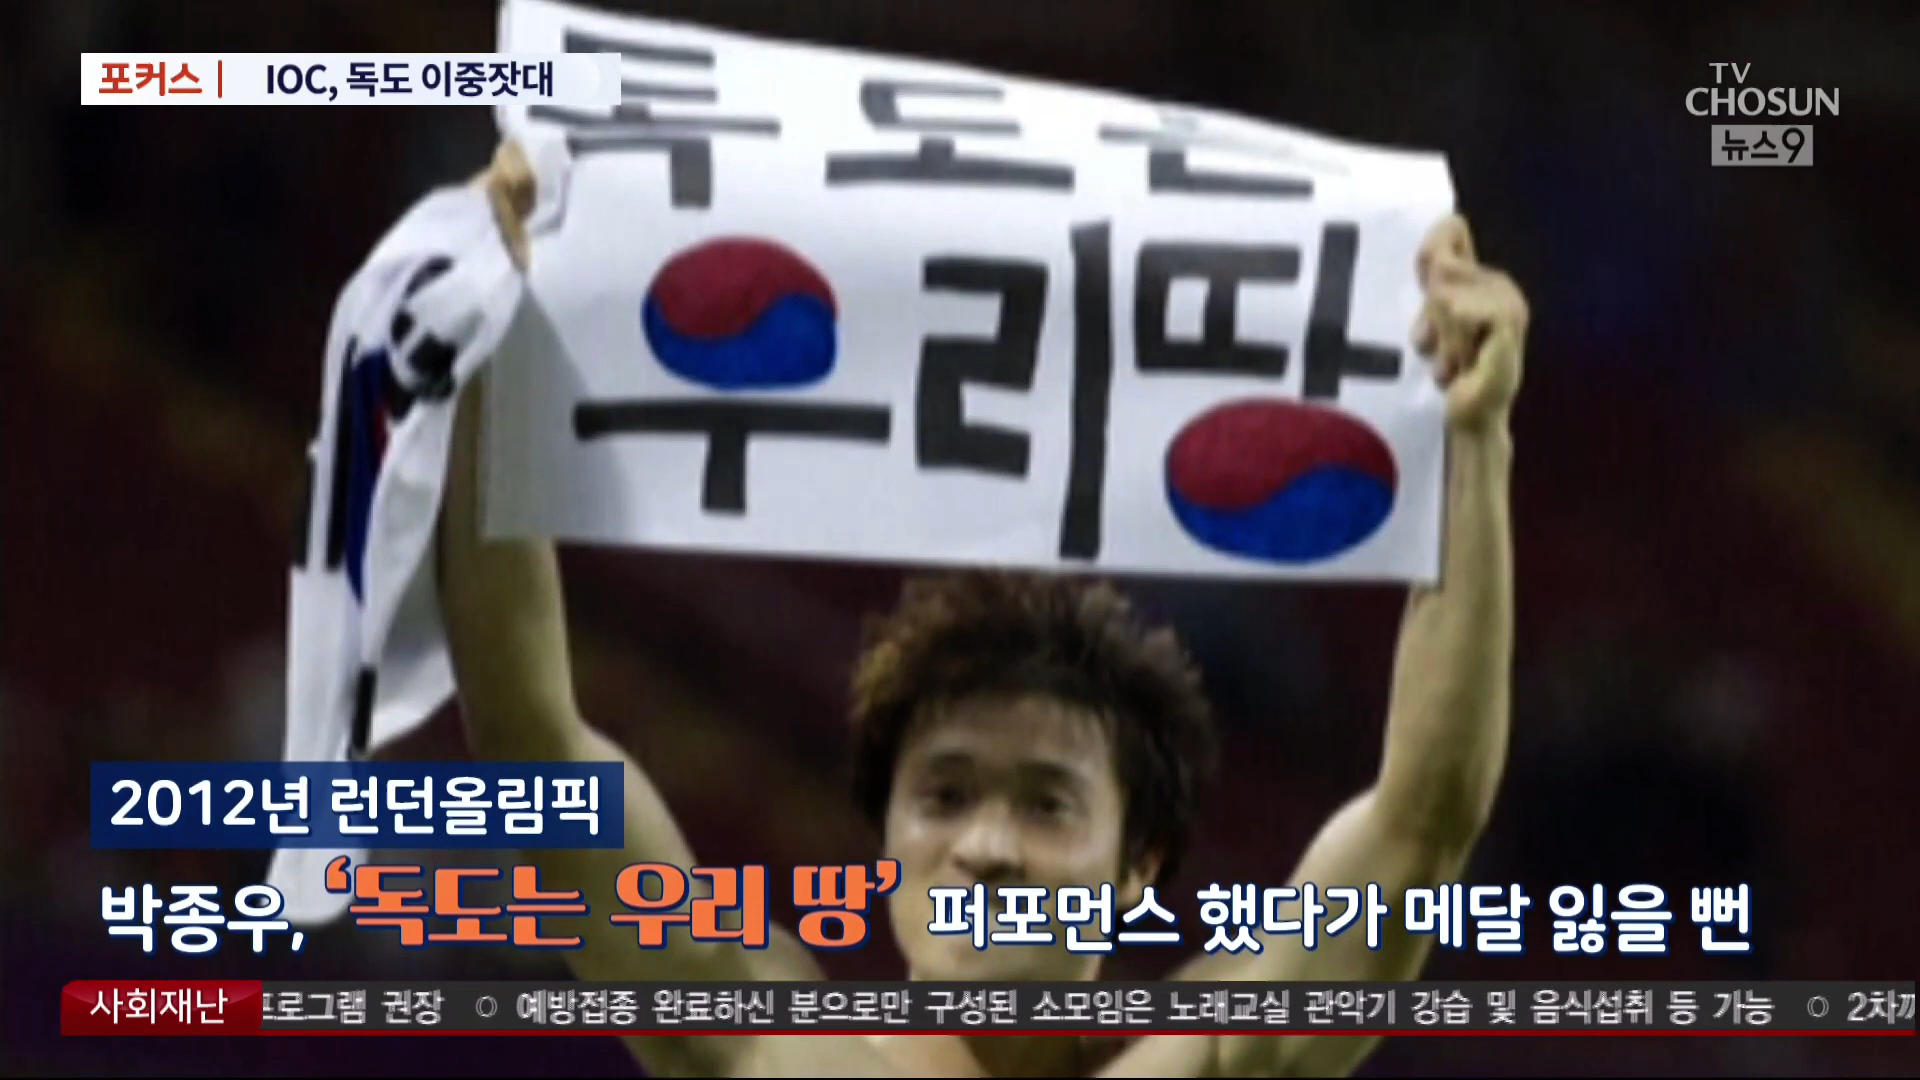 포커스| IOC, 독도 이중잣대
TV
CHOSUN
뉴스9
독도는
우리땅
2012년 런던올림픽
박종우, ‘독도는 우리 땅’ 퍼포먼스 했다가 메달 잃을 뻔
사회재난 프로그램 권장 ○ 예방접종 완료하신 분으로만 구성된 소모임은 노래교실 관악기 강습 및 음식섭취 등 가능 ○ 2차까